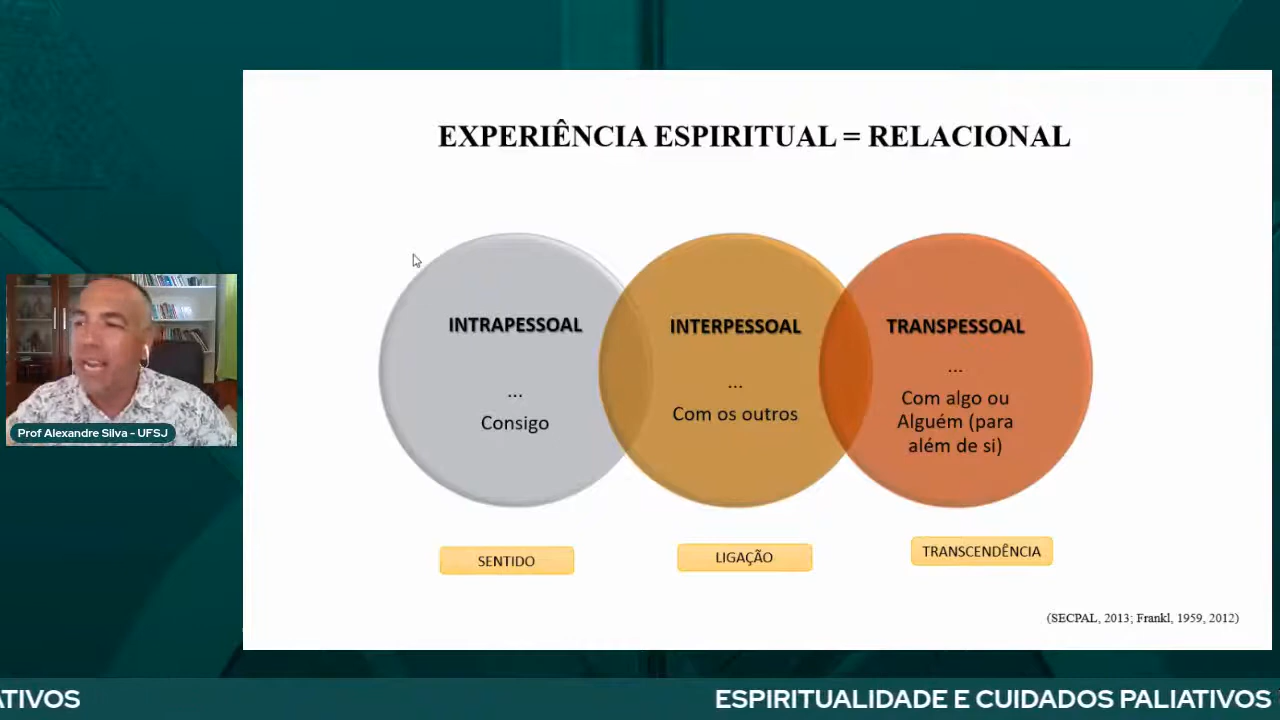 EXPERIÊNCIA ESPIRITUAL = RELACIONAL
INTRAPESSOAL
...
Consigo
INTERPESSOAL
...
Com os outros
TRANSPESSOAL
...
Com algo ou
Alguém (para
além de si)
SENTIDO
LIGAÇÃO
TRANSCENDÊNCIA
(SECPAL, 2013; Frankl, 1959, 2012)
Prof Alexandre Silva - UFSJ
ATIVOS
ESPIRITUALIDADE E CUIDADOS PALIATIVOS